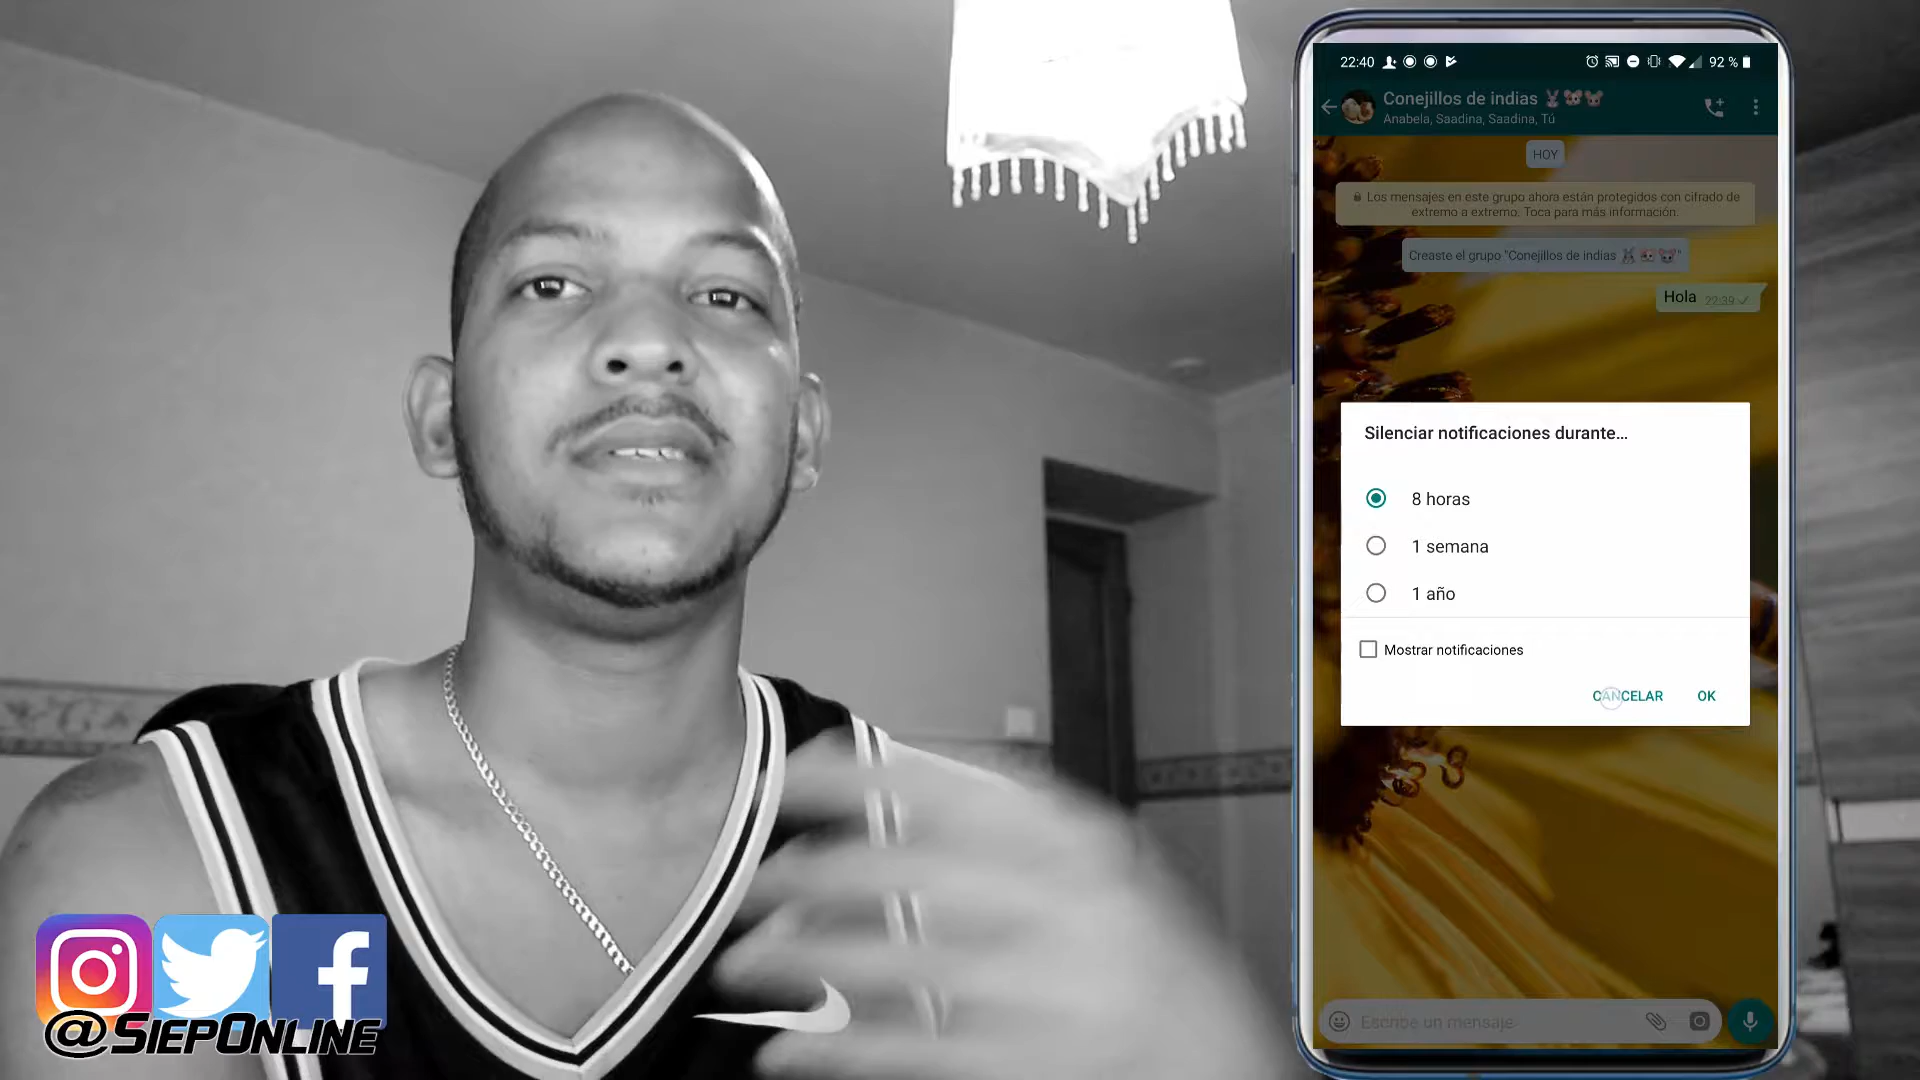 22:40
92 %
Conejillos de indias
Anabela, Saadina, Saadina, Tú
HOY
Los mensajes en este grupo ahora están protegidos con cifrado de
extremo a extremo. Toca para más información.
Creaste el grupo "Conejillos de indias 🐰🐹🐭"
Hola 22:39
Silenciar notificaciones durante...
8 horas
1 semana
1 año
Mostrar notificaciones
CANCELAR OK
Escribe un mensaje
@SiepOnline